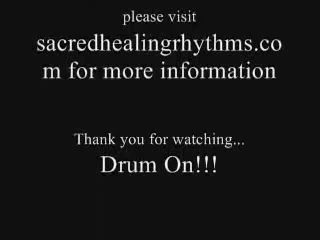 please visit
sacredhealingrhythms.co
m for more information
Thank you for watching...
Drum On!!!